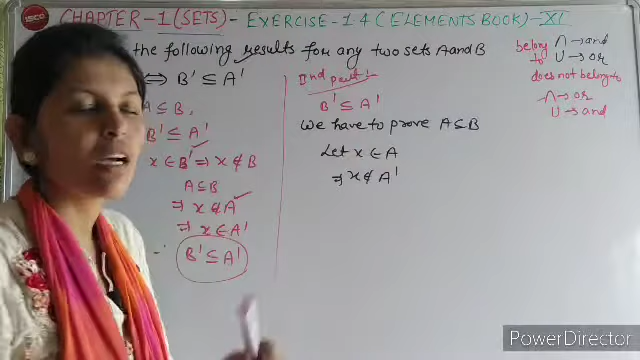 CHAPTER-1(SETS)- EXERCISE-1.4(ELEMENTS BOOK)-XI
the following results for any two sets A and B
⟺ B' ⊆ A'
A ⊆ B,
B' ⊆ A'
x ∈ B' ⇒ x ∉ B
A ⊆ B
⇒ x ∉ A
⇒ x ∈ A'
∴ B' ⊆ A'
IInd part:
B' ⊆ A'
We have to prove A ⊆ B
Let x ∈ A
⇒ x ∉ A'
belong to
∩ → and
∪ → or
does not belong to
∩ → or
∪ → and
PowerDirector